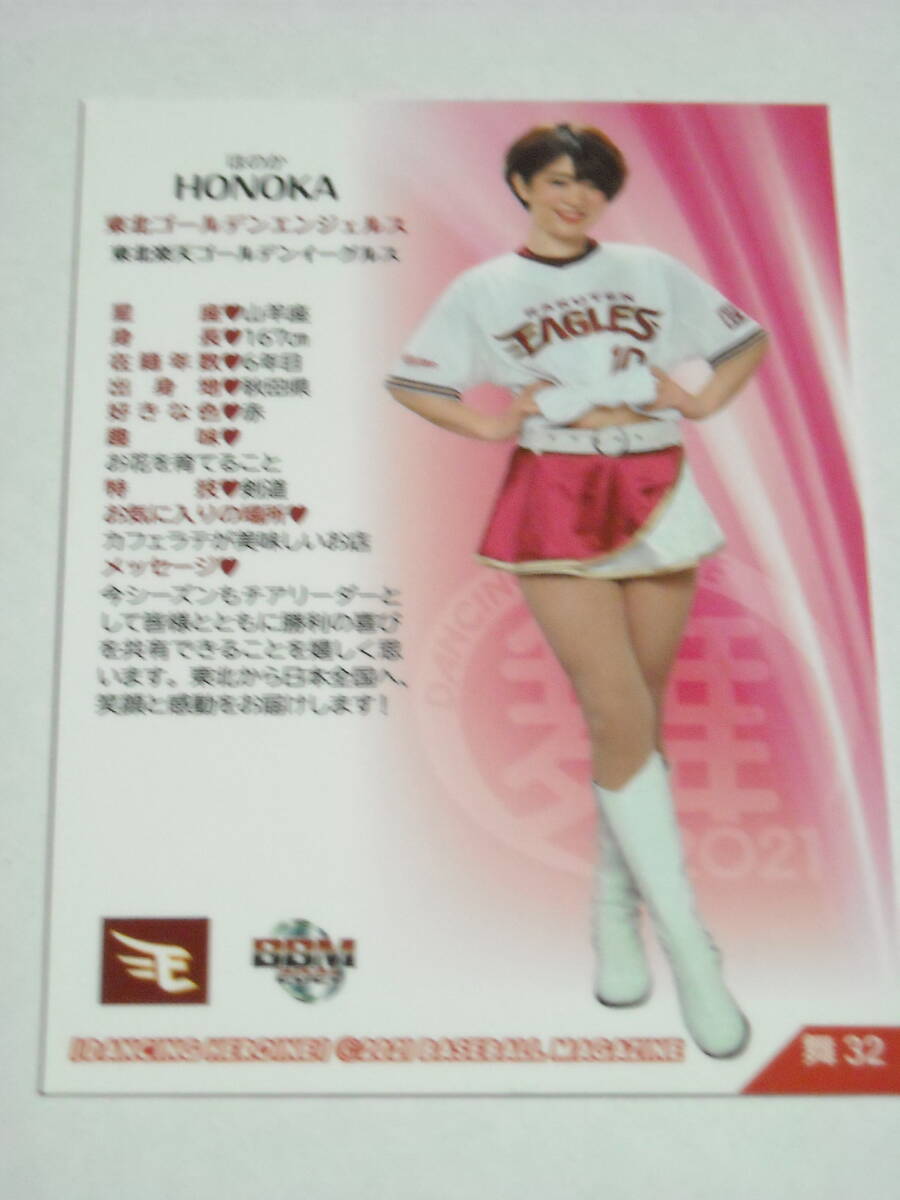 ほのか
HONOKA
東北ゴールデンエンジェルス
東北楽天ゴールデンイーグルス
星座♥山羊座
身長♥167cm
在籍年数♥6年目
出身地♥秋田県
好きな色♥赤
趣味♥
お花を育てること
特技♥剣道
お気に入りの場所♥
カフェラテが美味しいお店
メッセージ♥
今シーズンもチアリーダーと
して皆様とともに勝利の喜び
を共有できることを嬉しく思
います。東北から日本全国へ、
笑顔と感動をお届けします!
RAKUTEN
EAGLES
10
DANCING
舞
2021
E
BBM
DANCING HEROINE ©2021 BASEBALL MAGAZINE
舞 32